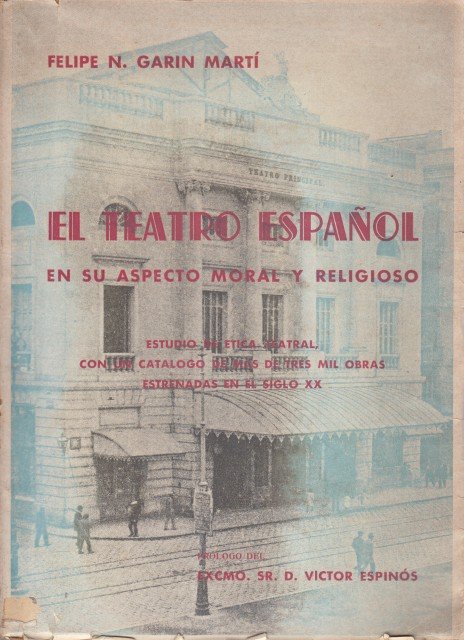 FELIPE N. GARIN MARTÍ
TEATRO PRINCIPAL
EL TEATRO ESPAÑOL
EN SU ASPECTO MORAL Y RELIGIOSO
ESTUDIO DE ETICA TEATRAL,
CON UN CATALOGO DE MAS DE TRES MIL OBRAS
ESTRENADAS EN EL SIGLO XX
PROLOGO DEL
EXCMO. SR. D. VICTOR ESPINÓS